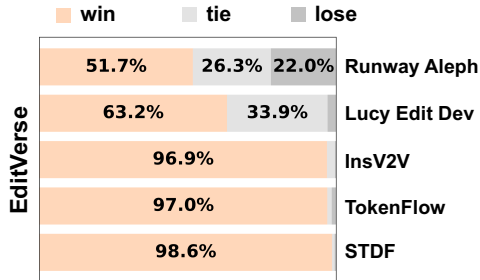 win tie lose
51.7% 26.3% 22.0% Runway Aleph
63.2% 33.9% Lucy Edit Dev
96.9% InsV2V
97.0% TokenFlow
98.6% STDF
EditVerse